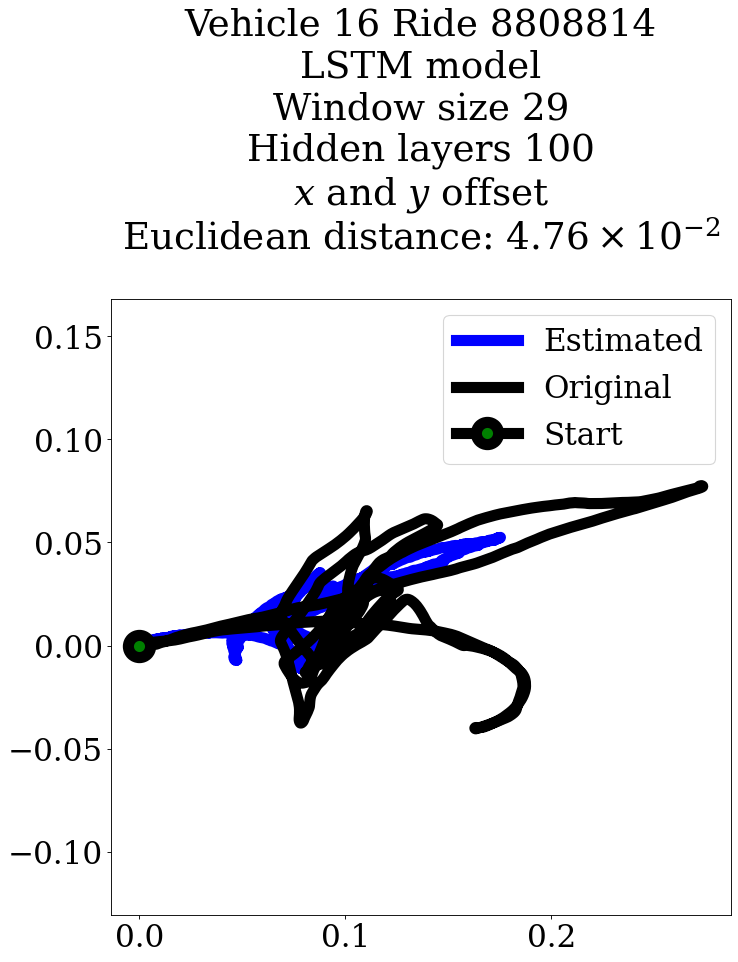 Vehicle 16 Ride 8808814
LSTM model
Window size 29
Hidden layers 100
x and y offset
Euclidean distance: 4.76 × 10⁻²
Estimated
Original
Start
0.15
0.10
0.05
0.00
−0.05
−0.10
0.0 0.1 0.2